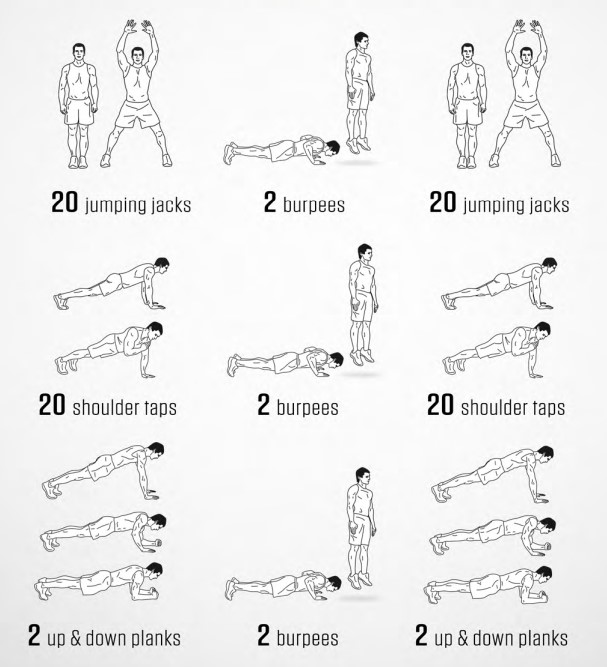 20 jumping jacks
2 burpees
20 jumping jacks
20 shoulder taps
2 burpees
20 shoulder taps
2 up & down planks
2 burpees
2 up & down planks